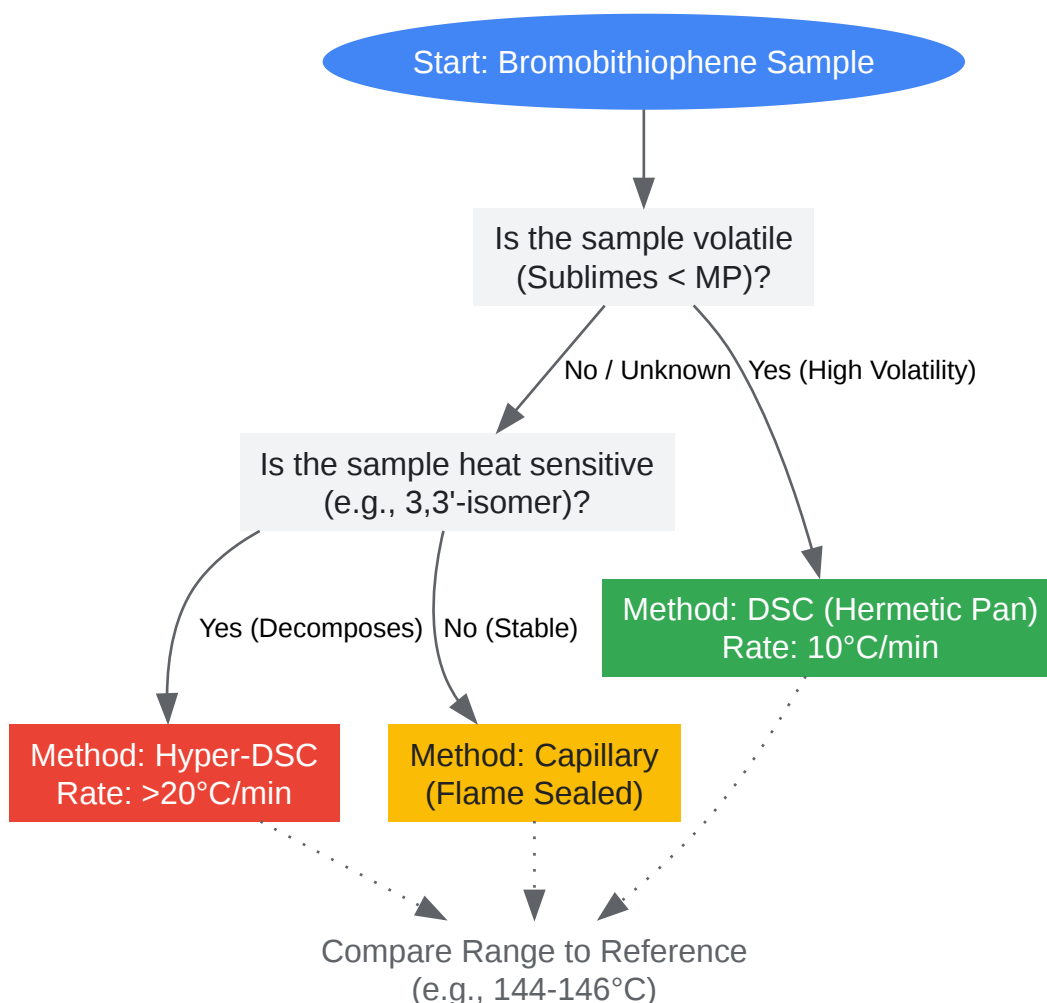 Start: Bromobithiophene Sample
Is the sample volatile
(Sublimes < MP)?
No / Unknown
Yes (High Volatility)
Is the sample heat sensitive
(e.g., 3,3'-isomer)?
Yes (Decomposes)
No (Stable)
Method: DSC (Hermetic Pan)
Rate: 10°C/min
Method: Hyper-DSC
Rate: >20°C/min
Method: Capillary
(Flame Sealed)
Compare Range to Reference
(e.g., 144-146°C)